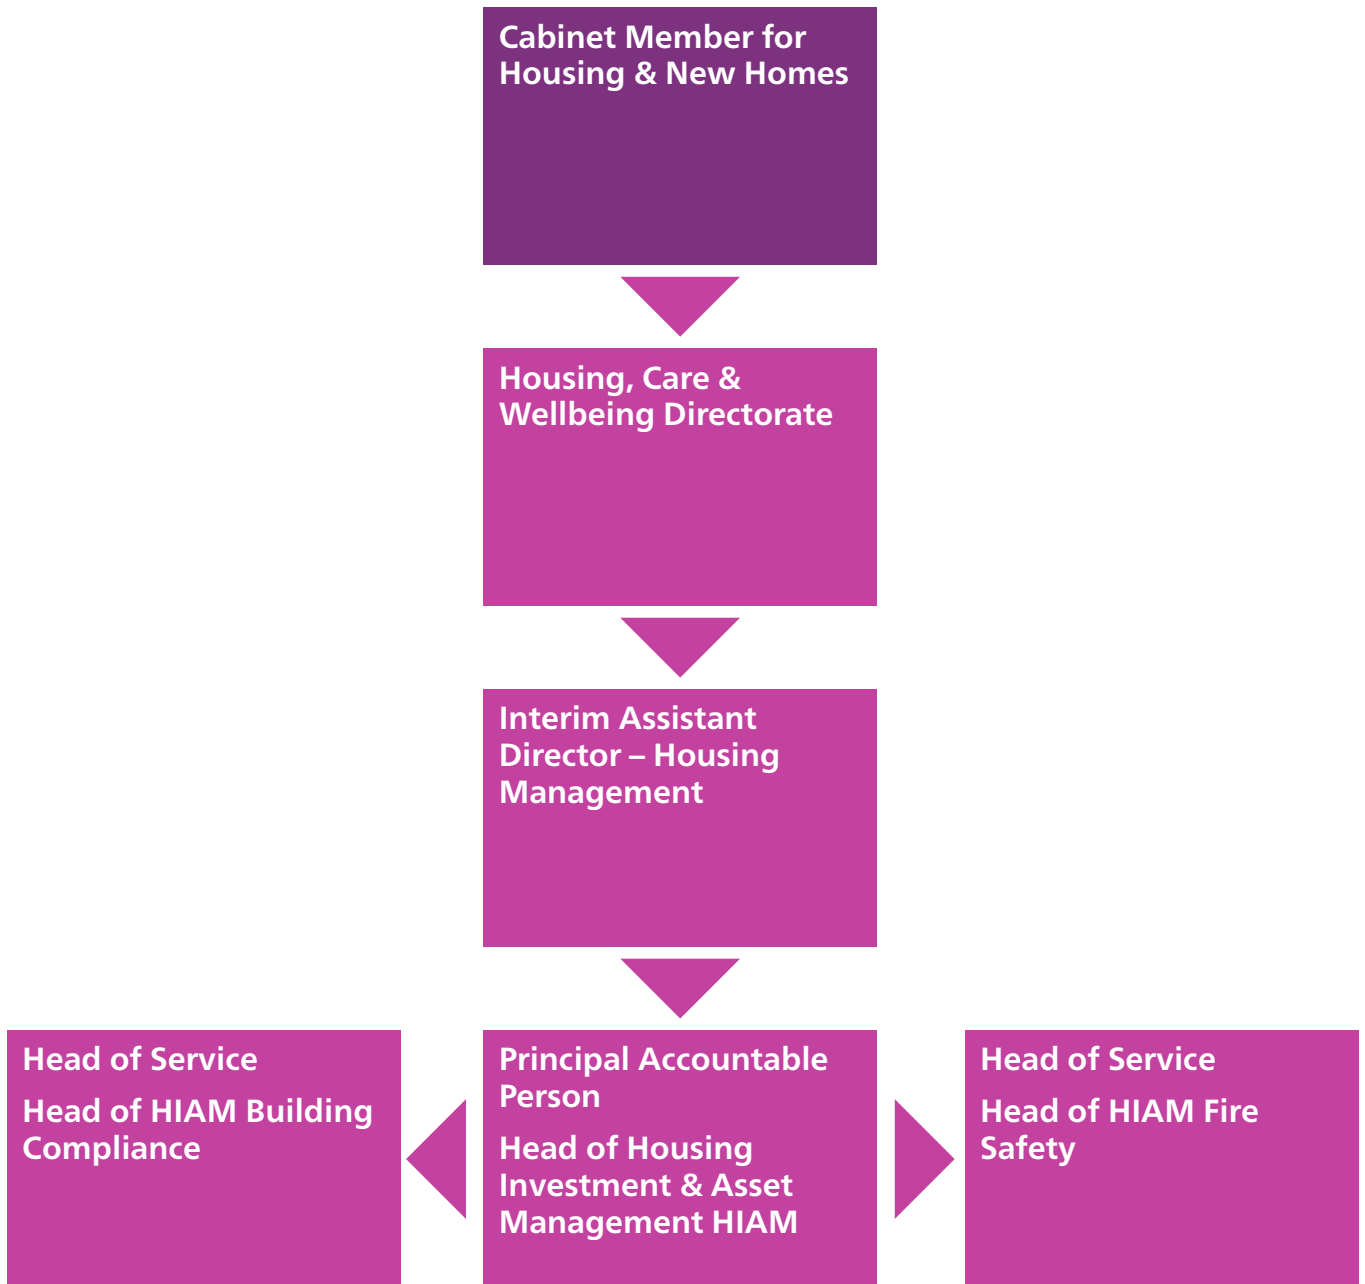 Cabinet Member for
Housing & New Homes
Housing, Care &
Wellbeing Directorate
Interim Assistant
Director – Housing
Management
Head of Service
Head of HIAM Building
Compliance
Principal Accountable
Person
Head of Housing
Investment & Asset
Management HIAM
Head of Service
Head of HIAM Fire
Safety